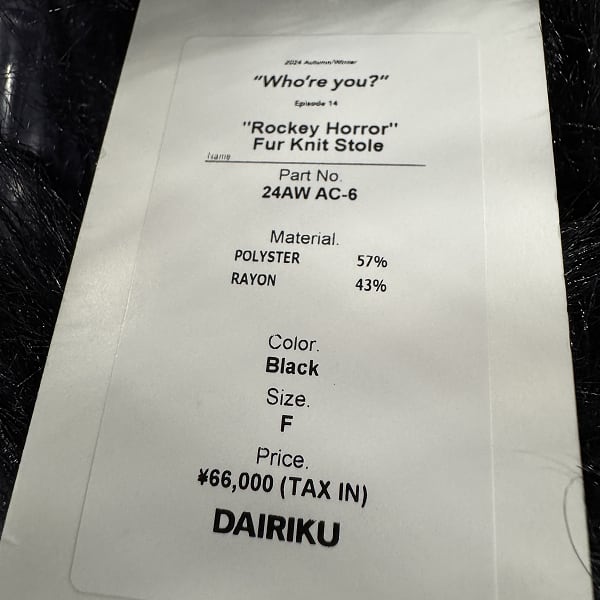 2024 Autumn/Winter
"Who're you?"
Episode 14
"Rockey Horror"
Fur Knit Stole
Name
Part No.
24AW AC-6
Material.
POLYSTER 57%
RAYON 43%
Color.
Black
Size.
F
Price.
¥66,000 (TAX IN)
DAIRIKU